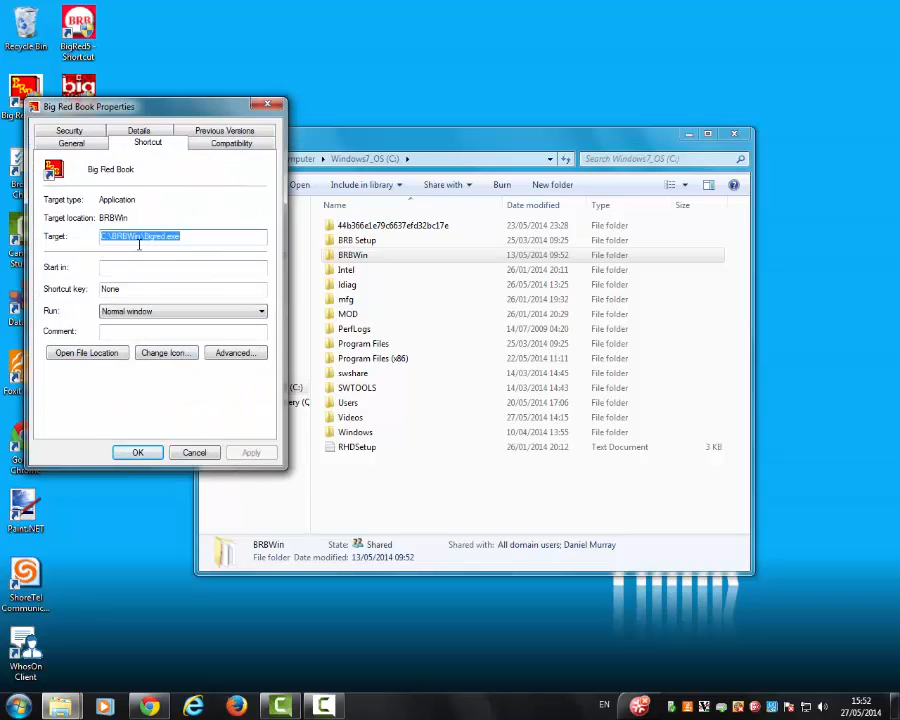 Recycle Bin
BRB
BigRed5 -
Shortcut
BRB
big
Big Red Book Properties
Security
Details
Previous Versions
General
Shortcut
Compatibility
Big Red Book
Target type:
Application
Target location:
BRBWin
Target:
C:\BRBWin\Bigred.exe
Start in:
Shortcut key:
None
Run:
Normal window
Comment:
Open File Location
Change Icon...
Advanced...
OK
Cancel
Apply
Windows7_OS (C:)
Search Windows7_OS (C:)
Open
Include in library
Share with
Burn
New folder
Name
Date modified
Type
Size
44b366e1e79c6637efd32bc17e 23/05/2014 23:28 File folder
BRB Setup 25/03/2014 09:25 File folder
BRBWin 13/05/2014 09:52 File folder
Intel 26/01/2014 20:11 File folder
ldiag 26/05/2014 13:25 File folder
mfg 26/01/2014 19:32 File folder
MOD 23/05/2014 17:17 File folder
PerfLogs 14/07/2009 04:20 File folder
Program Files 25/03/2014 09:25 File folder
Program Files (x86) 22/05/2014 11:11 File folder
swshare 14/03/2014 14:45 File folder
SWTOOLS 14/03/2014 14:43 File folder
Users 20/05/2014 17:06 File folder
Videos 27/05/2014 14:15 File folder
Windows 10/04/2014 13:55 File folder
RHDSetup 26/01/2014 20:12 Text Document 3 KB
(C:)
BRBWin
State:
Shared
Shared with: All domain users; Daniel Murray
File folder
Date modified: 13/05/2014 09:52
Chrome
Paint.NET
ShoreTel
Communic...
WhosOn
Client
EN
15:52
27/05/2014